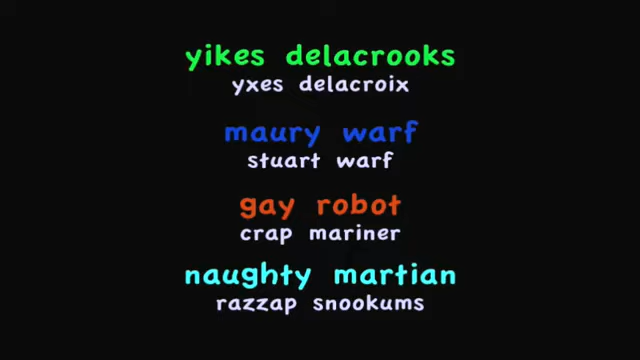 yikes delacrooks
yxes delacroix
maury warf
stuart warf
gay robot
crap mariner
naughty martian
razzap snookums